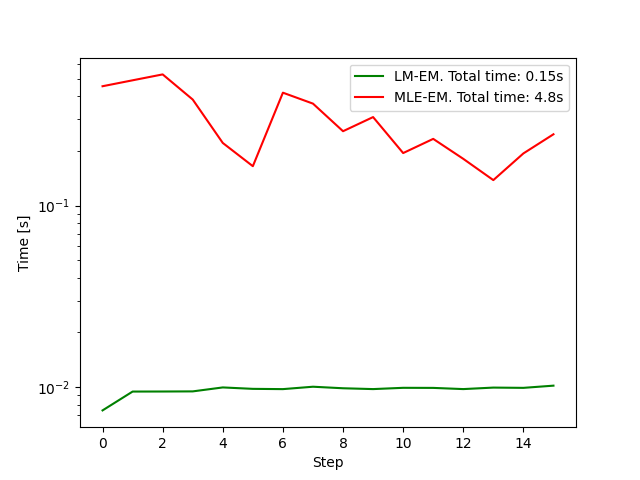 LM-EM. Total time: 0.15s
MLE-EM. Total time: 4.8s
Time [s]
10⁻¹
10⁻²
0 2 4 6 8 10 12 14
Step